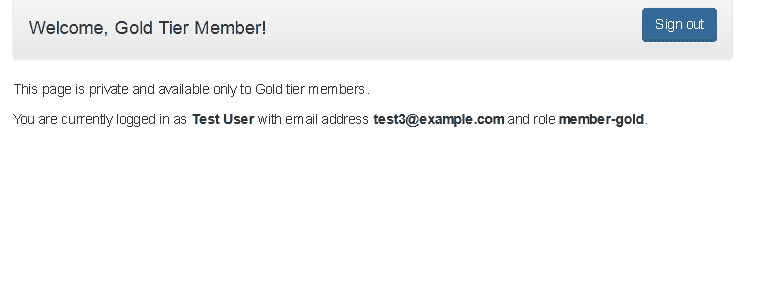 Welcome, Gold Tier Member!
Sign out
This page is private and available only to Gold tier members.
You are currently logged in as Test User with email address test3@example.com and role member-gold.